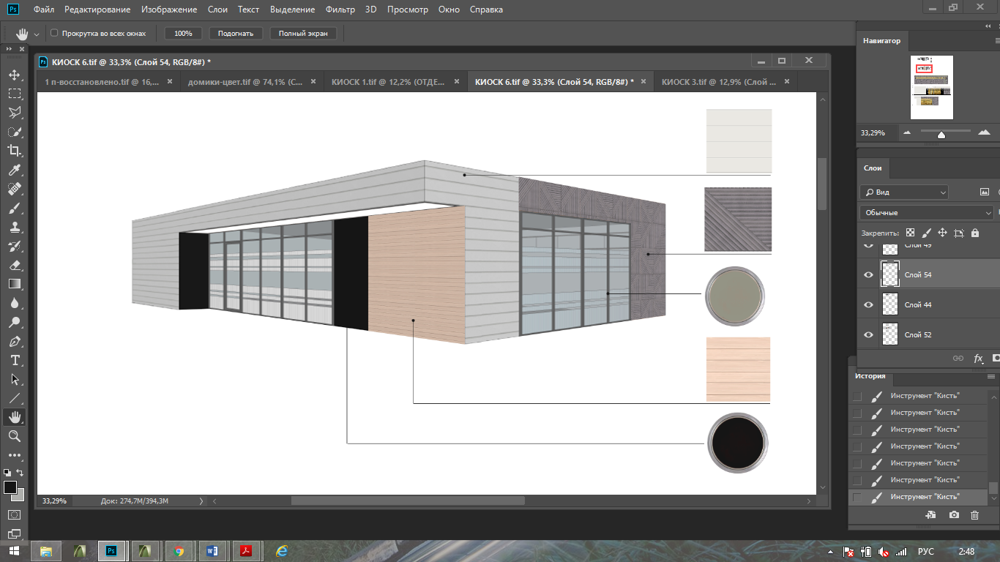 Ps Файл Редактирование Изображение Слои Текст Выделение Фильтр 3D Просмотр Окно Справка
Прокрутка во всех окнах 100% Подогнать Полный экран
Ps КИОСК 6.tif @ 33,3% (Слой 54, RGB/8#) *
1 п-восстановлено.tif @ 16,... домики-цвет.tif @ 74,1% (С... КИОСК 1.tif @ 12,2% (ОТДЕ... КИОСК 6.tif @ 33,3% (Слой 54, RGB/8#) * КИОСК 3.tif @ 12,9% (Слой ...
Навигатор
33,29%
Слои
Вид
Обычные
Закрепить:
Слой 49
Слой 54
Слой 44
Слой 52
fx
История
Инструмент "Кисть"
Инструмент "Кисть"
Инструмент "Кисть"
Инструмент "Кисть"
Инструмент "Кисть"
Инструмент "Кисть"
Инструмент "Кисть"
33,29% Док: 274,7M/394,3M
Ps W РУС 2:48